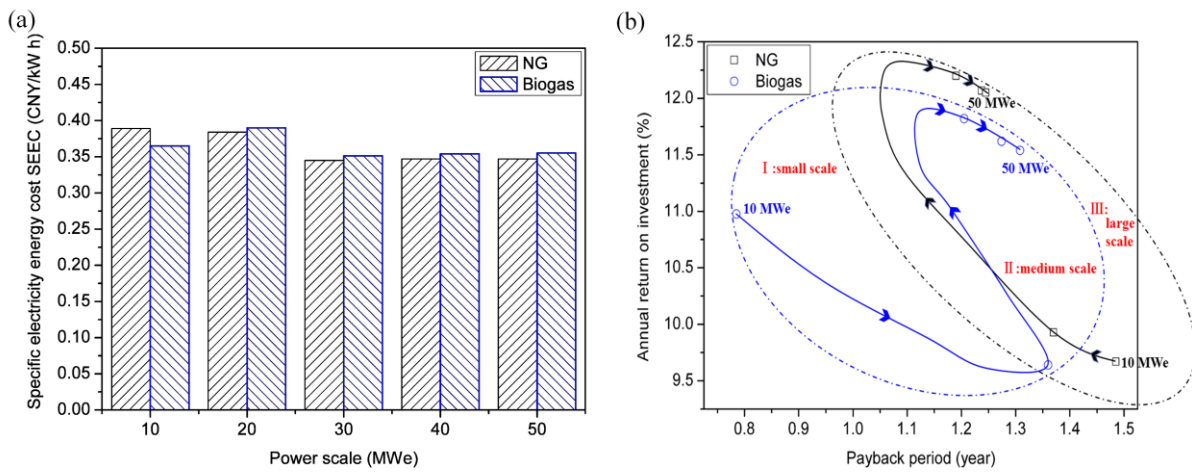 (a)
Specific electricity energy cost SEEC (CNY/kW h)
0.50
0.45
0.40
0.35
0.30
0.25
0.20
0.15
0.10
0.05
0.00
NG
Biogas
10 20 30 40 50
Power scale (MWe)
(b)
Annual return on investment (%)
12.5
12.0
11.5
11.0
10.5
10.0
9.5
NG
Biogas
50 MWe
50 MWe
Ⅰ:small scale
10 MWe
Ⅲ:
large
scale
Ⅱ:medium scale
10 MWe
0.8 0.9 1.0 1.1 1.2 1.3 1.4 1.5
Payback period (year)